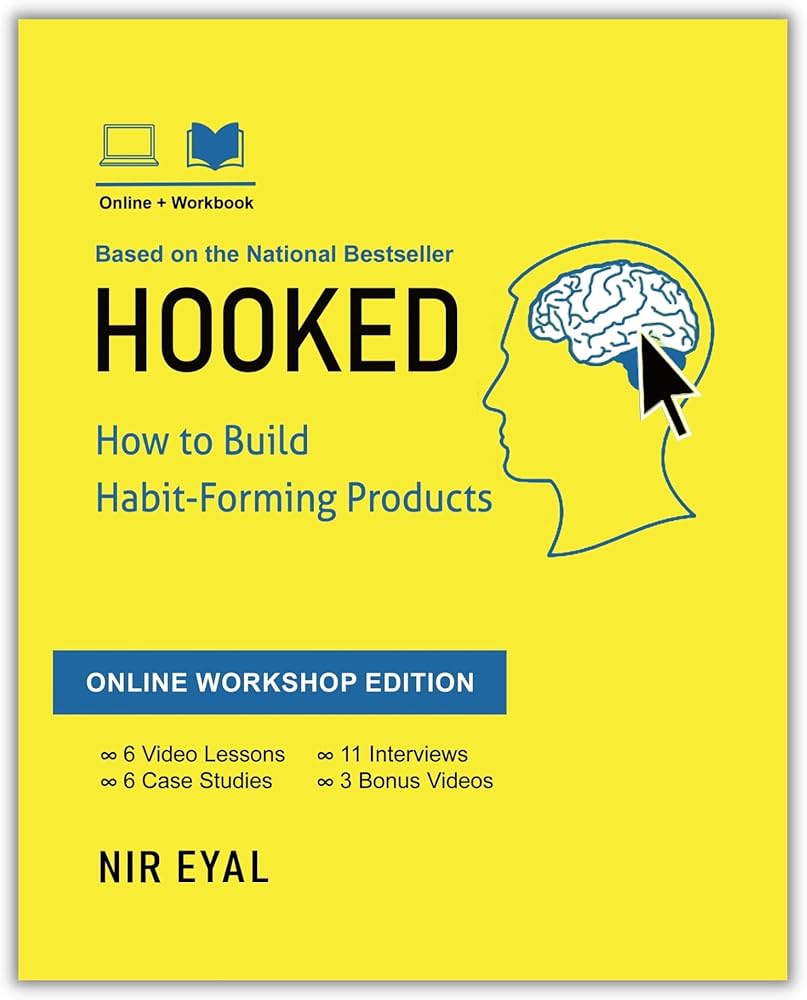 Online + Workbook
Based on the National Bestseller
HOOKED
How to Build
Habit-Forming Products
ONLINE WORKSHOP EDITION
∞ 6 Video Lessons ∞ 11 Interviews
∞ 6 Case Studies ∞ 3 Bonus Videos
NIR EYAL